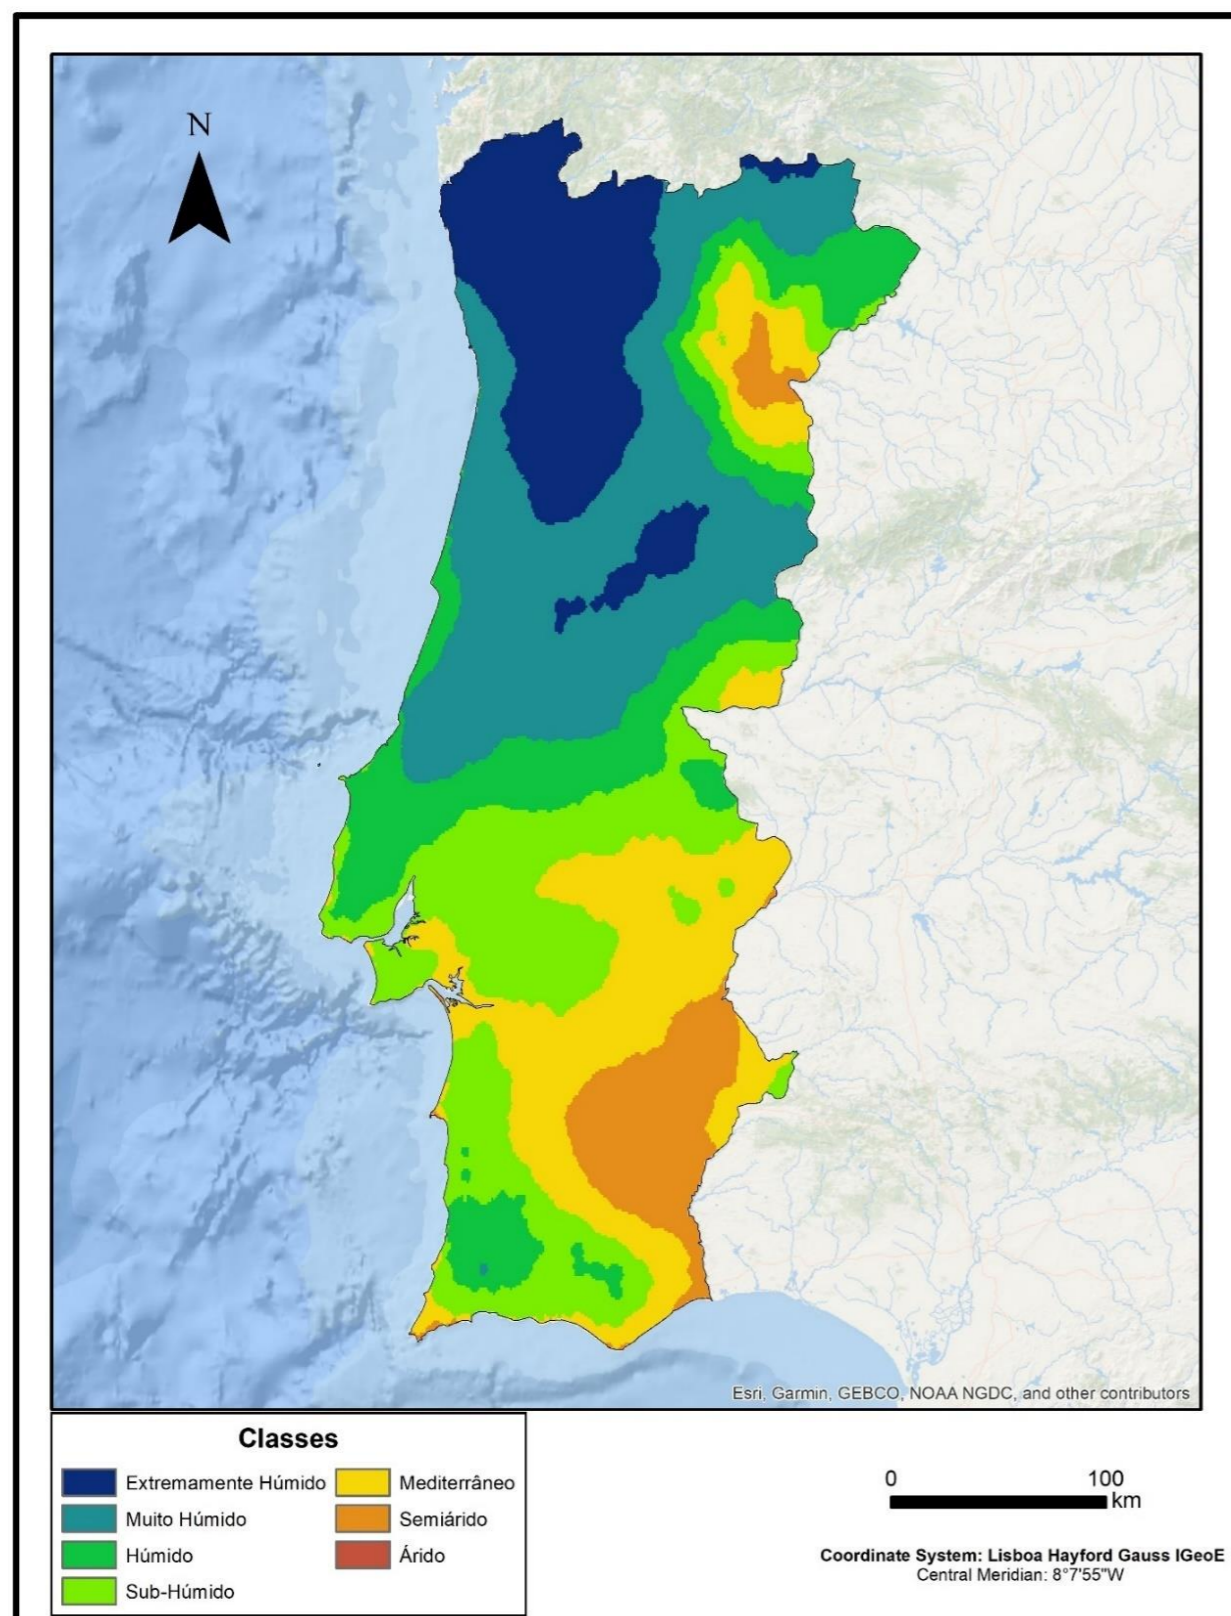 N
Esri, Garmin, GEBCO, NOAA NGDC, and other contributors
Classes
Extremamente Húmido
Muito Húmido
Húmido
Sub-Húmido
Mediterrâneo
Semiárido
Árido
0 100
km
Coordinate System: Lisboa Hayford Gauss IGeoE
Central Meridian: 8°7'55"W